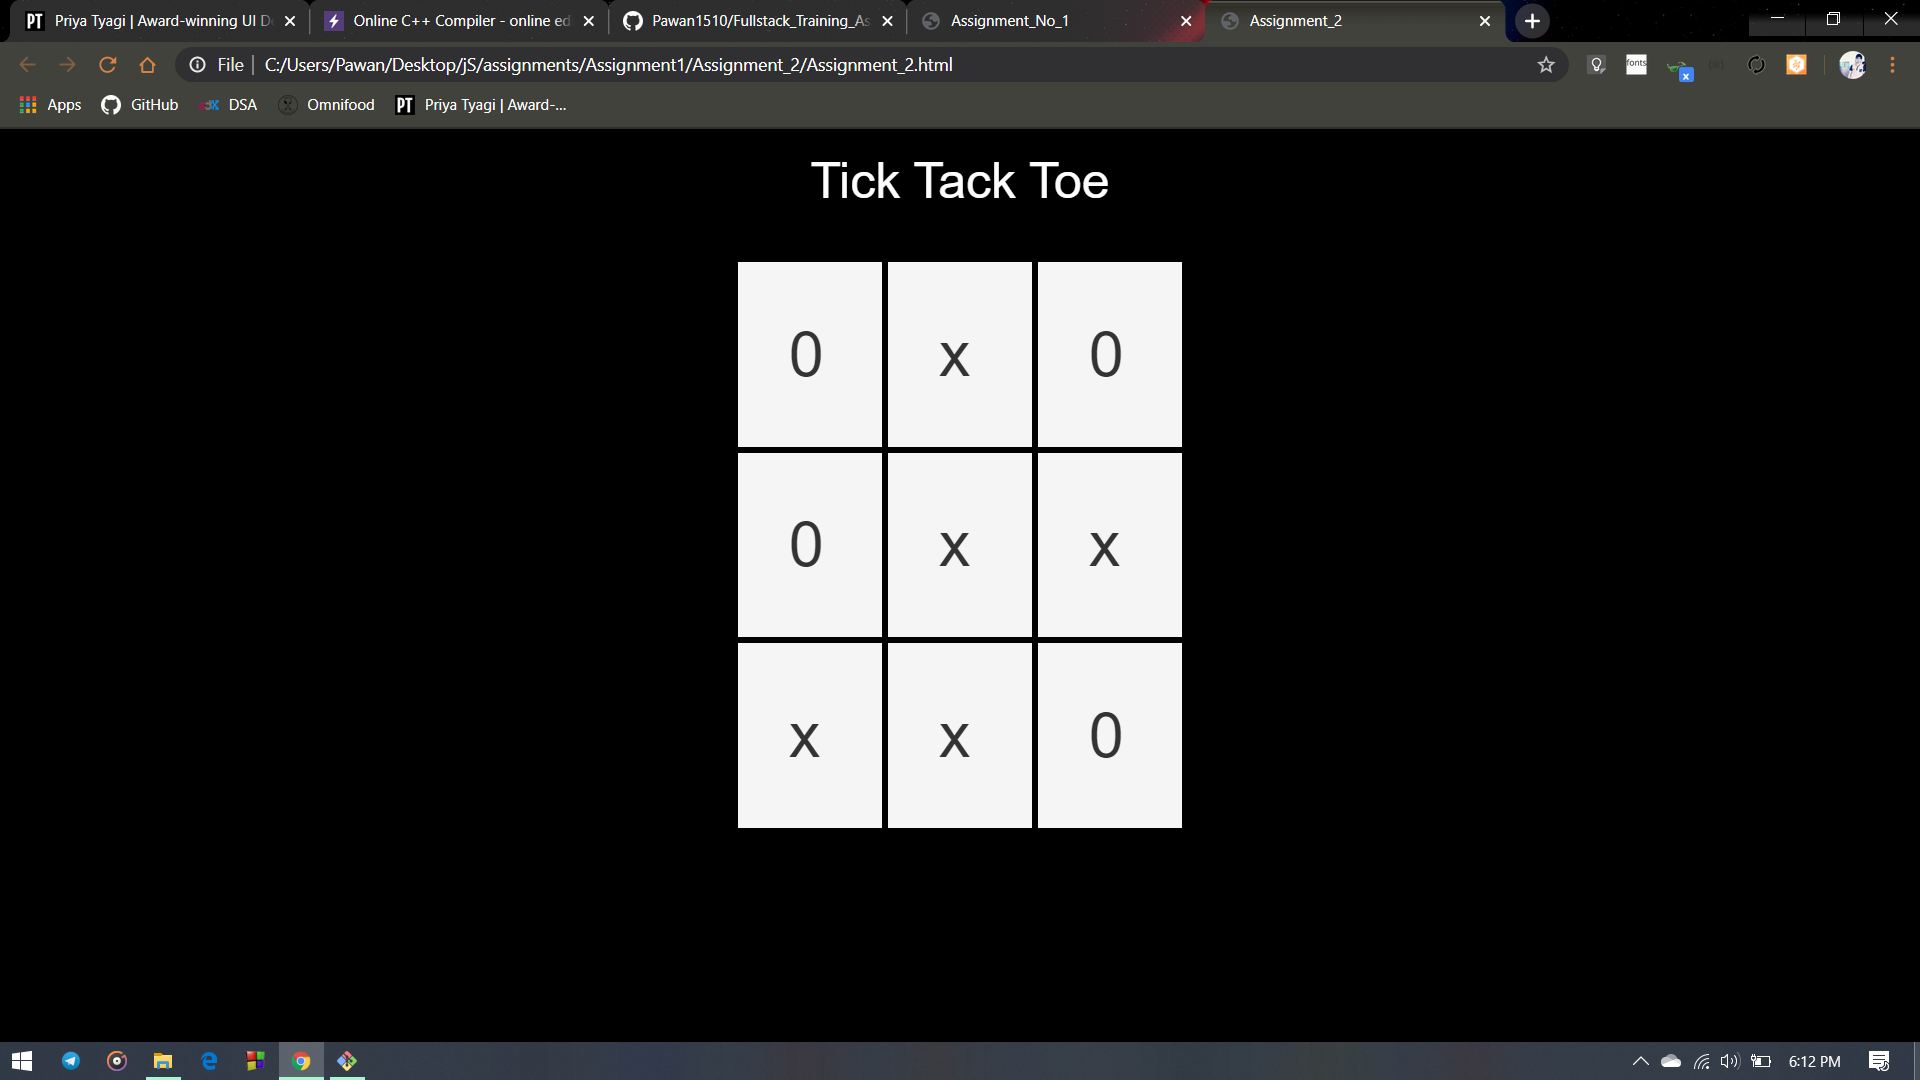 PT Priya Tyagi | Award-winning UI De Online C++ Compiler - online ed Pawan1510/Fullstack_Training_As Assignment_No_1 Assignment_2
File C:/Users/Pawan/Desktop/jS/assignments/Assignment1/Assignment_2/Assignment_2.html fonts x
Apps GitHub DSA Omnifood PT Priya Tyagi | Award-...
Tick Tack Toe
0 x 0
0 x x
x x 0
6:12 PM